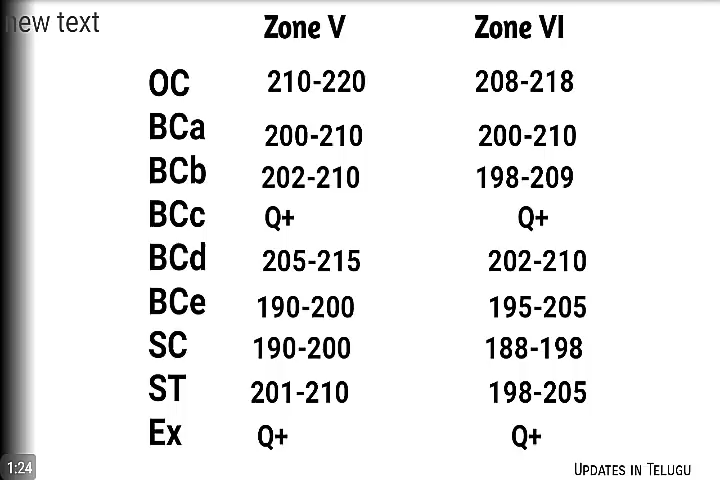 new text
Zone V Zone VI
OC 210-220 208-218
BCa 200-210 200-210
BCb 202-210 198-209
BCc Q+ Q+
BCd 205-215 202-210
BCe 190-200 195-205
SC 190-200 188-198
ST 201-210 198-205
Ex Q+ Q+
1:24
UPDATES IN TELUGU